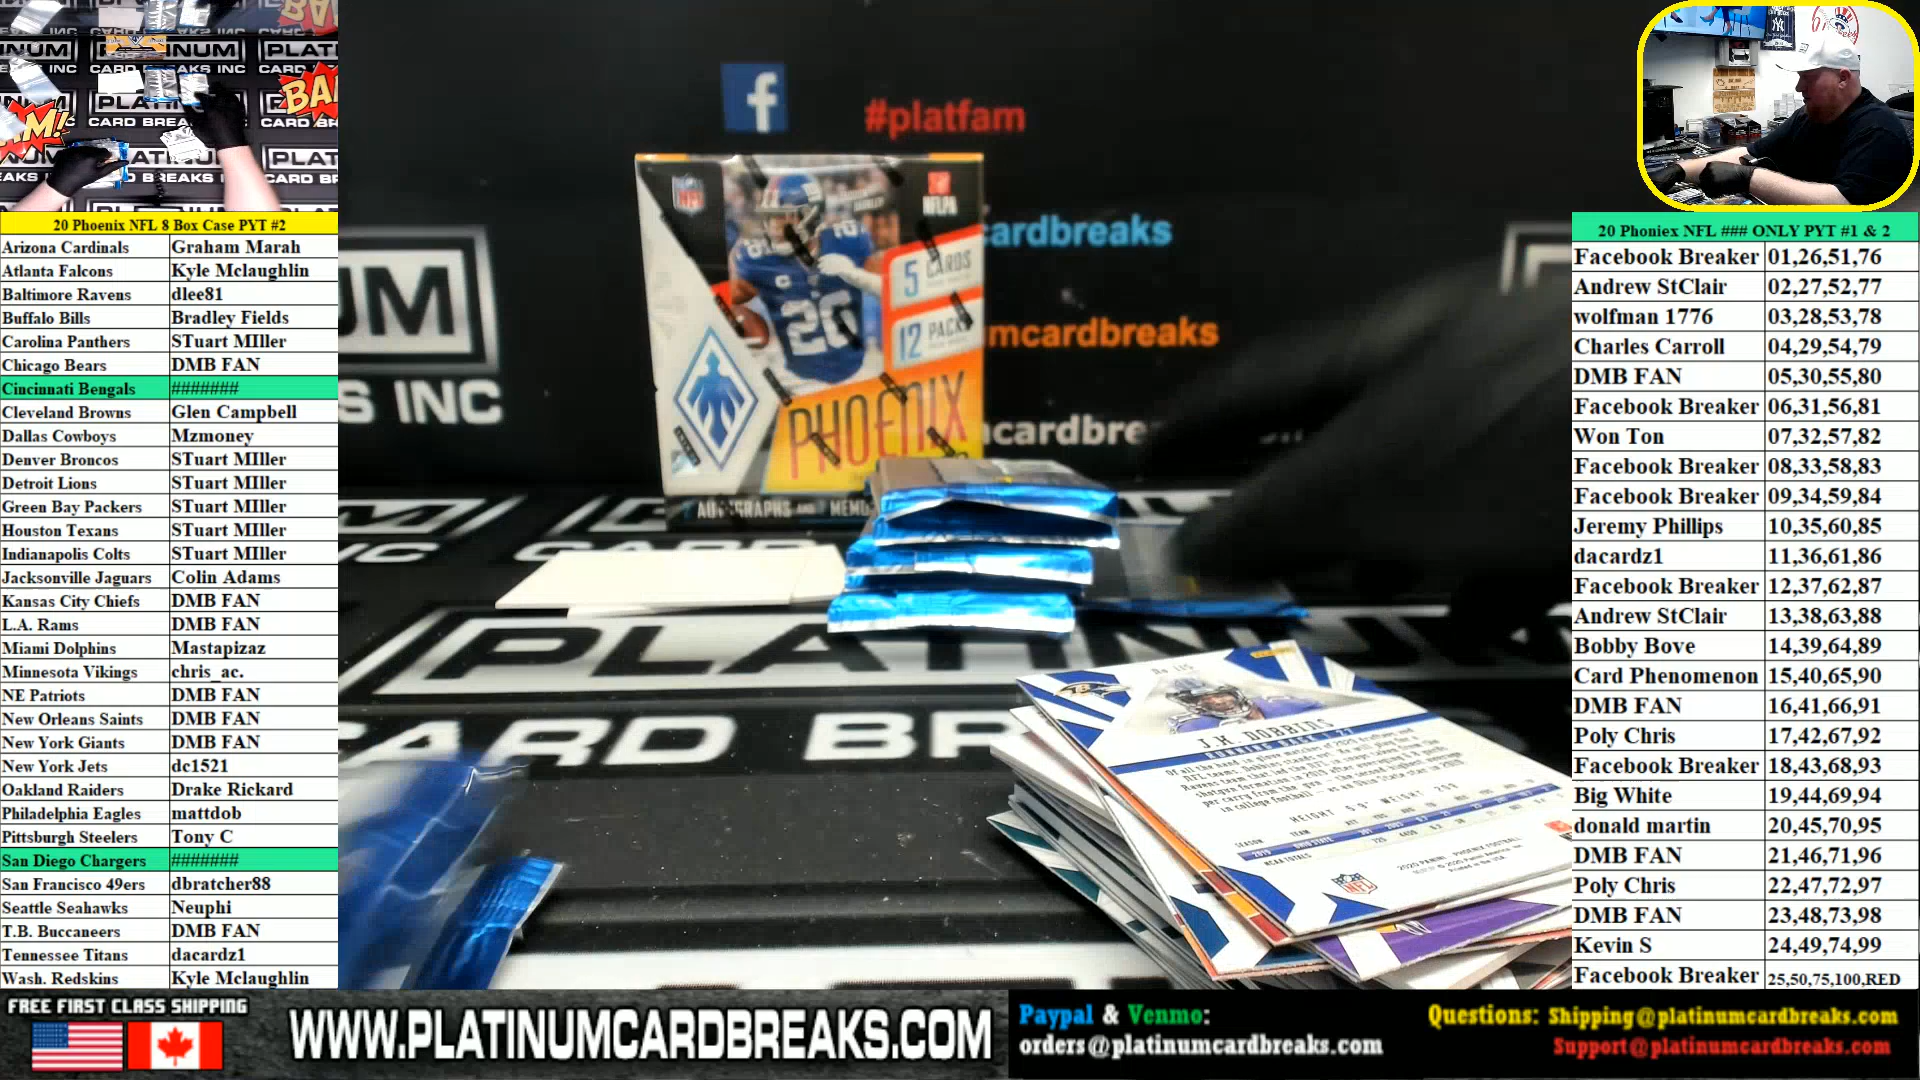 20 Phoenix NFL 8 Box Case PYT #2
Arizona Cardinals Graham Marah
Atlanta Falcons Kyle Mclaughlin
Baltimore Ravens dlee81
Buffalo Bills Bradley Fields
Carolina Panthers STuart MIller
Chicago Bears DMB FAN
Cincinnati Bengals #######
Cleveland Browns Glen Campbell
Dallas Cowboys Mzmoney
Denver Broncos STuart MIller
Detroit Lions STuart MIller
Green Bay Packers STuart MIller
Houston Texans STuart MIller
Indianapolis Colts STuart MIller
Jacksonville Jaguars Colin Adams
Kansas City Chiefs DMB FAN
L.A. Rams DMB FAN
Miami Dolphins Mastapizaz
Minnesota Vikings chris_ac.
NE Patriots DMB FAN
New Orleans Saints DMB FAN
New York Giants DMB FAN
New York Jets dc1521
Oakland Raiders Drake Rickard
Philadelphia Eagles mattdob
Pittsburgh Steelers Tony C
San Diego Chargers #######
San Francisco 49ers dbratcher88
Seattle Seahawks Neuphi
T.B. Buccaneers DMB FAN
Tennessee Titans dacardz1
Wash. Redskins Kyle Mclaughlin
#platfam
cardbreaks
numcardbreaks
cardbre
NFL
NFLPA
5 CARDS
12 PACKS
PHOENIX
UM
S INC
PLATINUM
CARD BR
J.K. DOBBINS
RUNNING BACK | 27
20 Phoniex NFL ### ONLY PYT #1 & 2
Facebook Breaker 01,26,51,76
Andrew StClair 02,27,52,77
wolfman 1776 03,28,53,78
Charles Carroll 04,29,54,79
DMB FAN 05,30,55,80
Facebook Breaker 06,31,56,81
Won Ton 07,32,57,82
Facebook Breaker 08,33,58,83
Facebook Breaker 09,34,59,84
Jeremy Phillips 10,35,60,85
dacardz1 11,36,61,86
Facebook Breaker 12,37,62,87
Andrew StClair 13,38,63,88
Bobby Bove 14,39,64,89
Card Phenomenon 15,40,65,90
DMB FAN 16,41,66,91
Poly Chris 17,42,67,92
Facebook Breaker 18,43,68,93
Big White 19,44,69,94
donald martin 20,45,70,95
DMB FAN 21,46,71,96
Poly Chris 22,47,72,97
DMB FAN 23,48,73,98
Kevin S 24,49,74,99
Facebook Breaker 25,50,75,100,RED
FREE FIRST CLASS SHIPPING
WWW.PLATINUMCARDBREAKS.COM
Paypal & Venmo:
orders@platinumcardbreaks.com
Questions: Shipping@platinumcardbreaks.com
Support@platinumcardbreaks.com